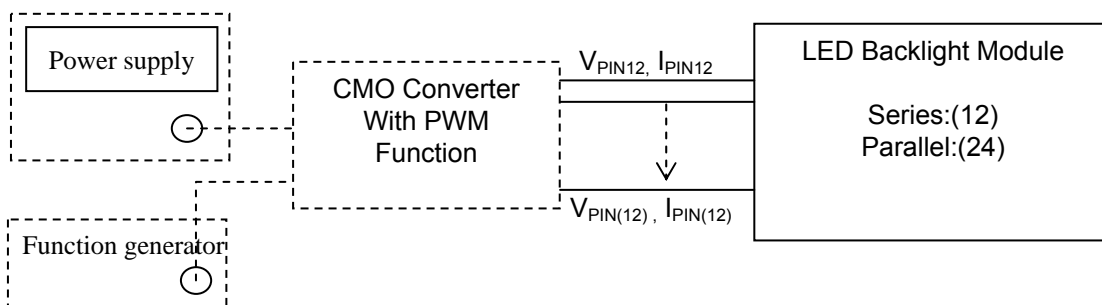 Power supply
CMO Converter
With PWM
Function
V_PIN12, I_PIN12
LED Backlight Module
Series:(12)
Parallel:(24)
V_PIN(12) , I_PIN(12)
Function generator